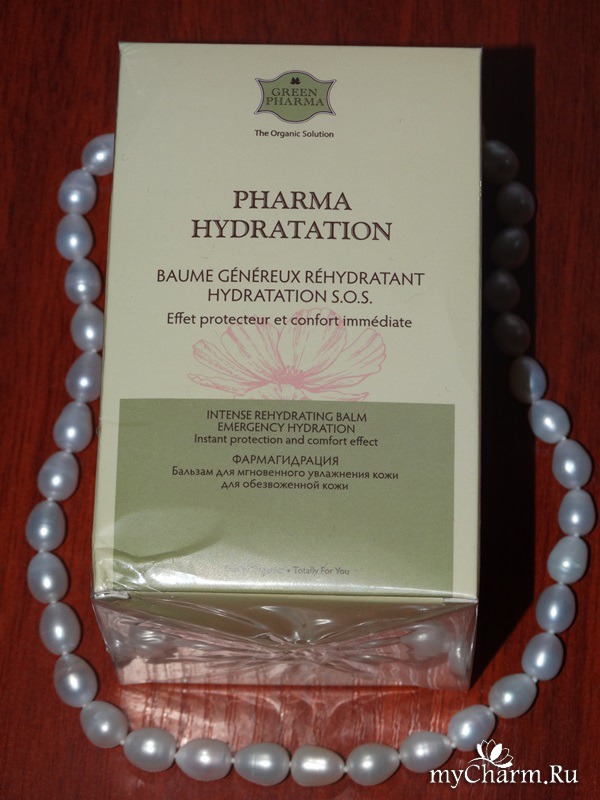 GREEN
PHARMA
The Organic Solution
PHARMA
HYDRATATION
BAUME GÉNÉREUX RÉHYDRATANT
HYDRATATION S.O.S.
Effet protecteur et confort immédiate
INTENSE REHYDRATING BALM
EMERGENCY HYDRATION
Instant protection and comfort effect
ФАРМАГИДРАЦИЯ
Бальзам для мгновенного увлажнения кожи
для обезвоженной кожи
• Totally For You
myCharm.Ru